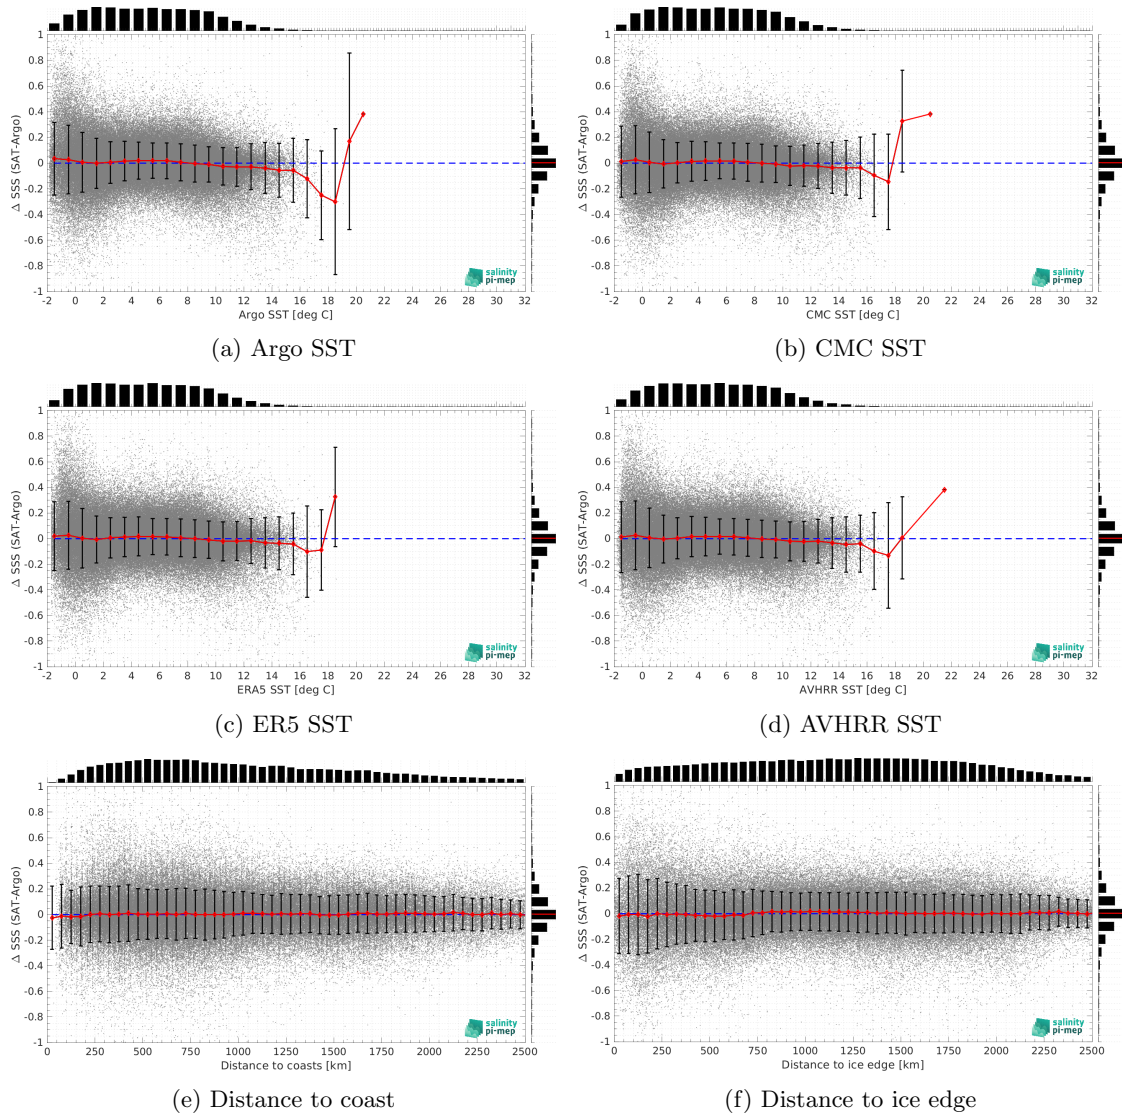 1
0.8
0.6
0.4
0.2
0
-0.2
-0.4
-0.6
-0.8
-1
Δ SSS (SAT-Argo)
-2 0 2 4 6 8 10 12 14 16 18 20 22 24 26 28 30 32
Argo SST [deg C]
salinity
pi-mep
(a) Argo SST
1
0.8
0.6
0.4
0.2
0
-0.2
-0.4
-0.6
-0.8
-1
Δ SSS (SAT-Argo)
-2 0 2 4 6 8 10 12 14 16 18 20 22 24 26 28 30 32
CMC SST [deg C]
salinity
pi-mep
(b) CMC SST
1
0.8
0.6
0.4
0.2
0
-0.2
-0.4
-0.6
-0.8
-1
Δ SSS (SAT-Argo)
-2 0 2 4 6 8 10 12 14 16 18 20 22 24 26 28 30 32
ERA5 SST [deg C]
salinity
pi-mep
(c) ER5 SST
1
0.8
0.6
0.4
0.2
0
-0.2
-0.4
-0.6
-0.8
-1
Δ SSS (SAT-Argo)
-2 0 2 4 6 8 10 12 14 16 18 20 22 24 26 28 30 32
AVHRR SST [deg C]
salinity
pi-mep
(d) AVHRR SST
1
0.8
0.6
0.4
0.2
0
-0.2
-0.4
-0.6
-0.8
-1
Δ SSS (SAT-Argo)
0 250 500 750 1000 1250 1500 1750 2000 2250 2500
Distance to coasts [km]
salinity
pi-mep
(e) Distance to coast
1
0.8
0.6
0.4
0.2
0
-0.2
-0.4
-0.6
-0.8
-1
Δ SSS (SAT-Argo)
0 250 500 750 1000 1250 1500 1750 2000 2250 2500
Distance to ice edge [km]
salinity
pi-mep
(f) Distance to ice edge